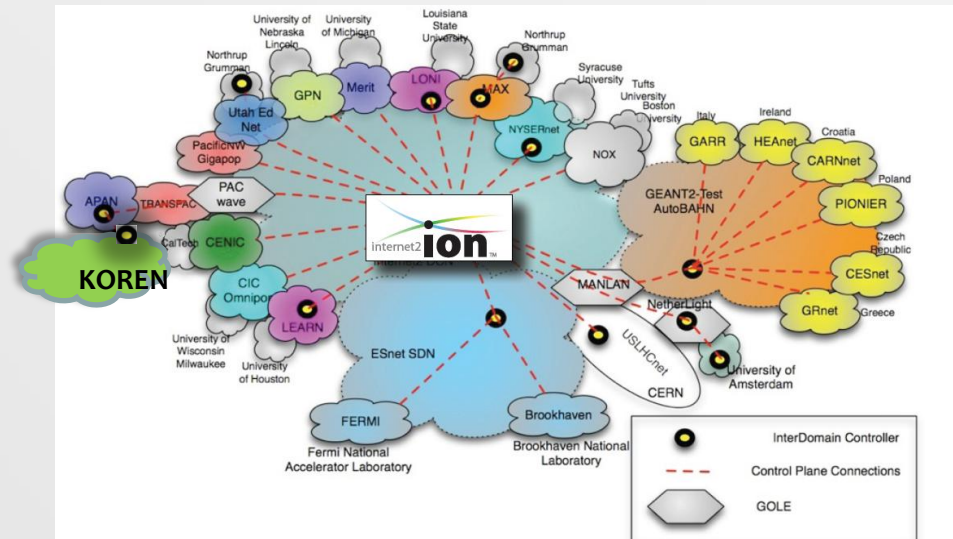 University of
Nebraska
Lincoln
University
of Michigan
Louisiana
State
University
Northrup
Grumman
Northrup
Grumman
Syracuse
University
Tufts
University
Boston
University
Italy
Ireland
Croatia
Poland
Czech
Republic
Greece
GPN
Merit
LONI
MAX
Utah Ed
Net
NYSERnet
NOX
GARR
HEAnet
CARNnet
PIONIER
CESnet
GRnet
PacificNW
Gigapop
PAC
wave
APAN
TRANSPAC
KOREN
CalTech
CENIC
CIC
Omnipop
LEARN
University
of
Wisconsin
Milwaukee
University
of Houston
internet2
ion™
GEANT2-Test
AutoBAHN
MANLAN
NetherLight
USLHCnet
CERN
University of
Amsterdam
ESnet SDN
FERMI
Fermi National
Accelerator Laboratory
Brookhaven
Brookhaven National
Laboratory
InterDomain Controller
Control Plane Connections
GOLE